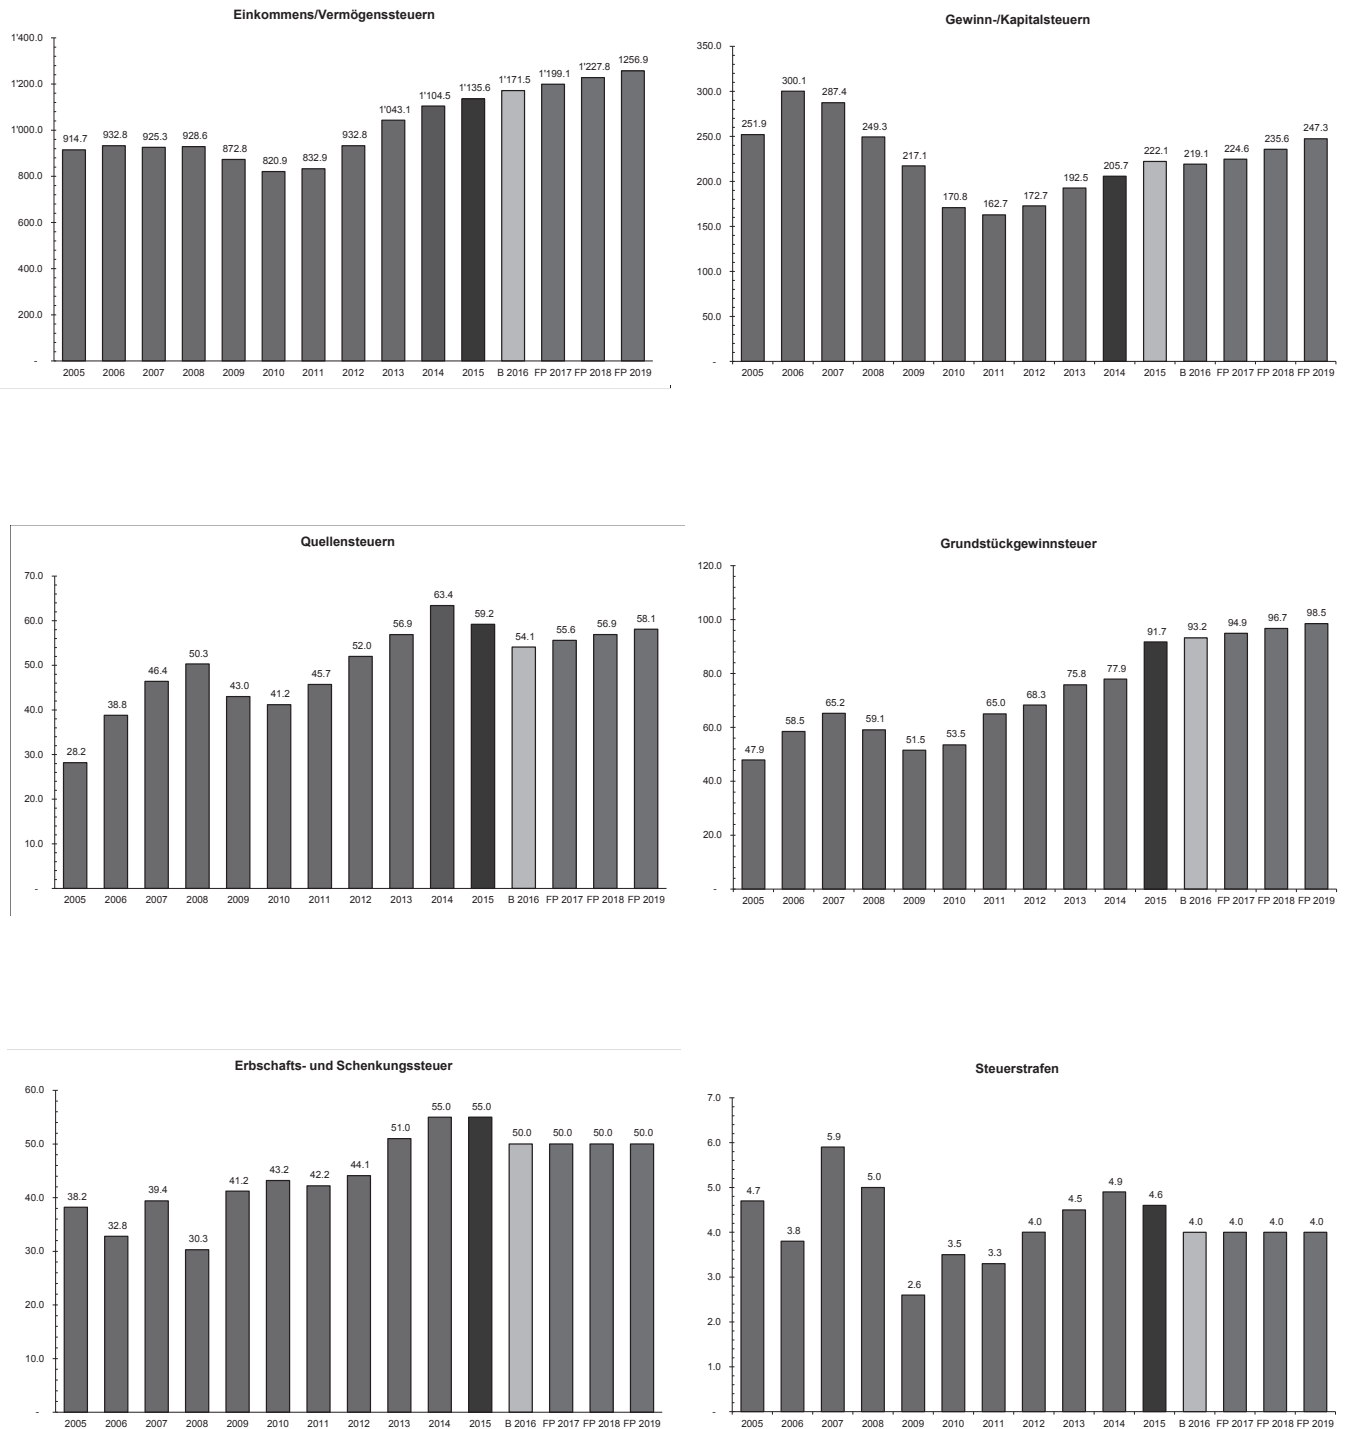 Einkommens/Vermögenssteuern
1'400.0
1'200.0
1'000.0
800.0
600.0
400.0
200.0
-
914.7 932.8 925.3 928.6 872.8 820.9 832.9 932.8 1'043.1 1'104.5 1'135.6 1'171.5 1'199.1 1'227.8 1256.9
2005 2006 2007 2008 2009 2010 2011 2012 2013 2014 2015 B 2016 FP 2017 FP 2018 FP 2019
Gewinn-/Kapitalsteuern
350.0
300.0
250.0
200.0
150.0
100.0
50.0
-
251.9 300.1 287.4 249.3 217.1 170.8 162.7 172.7 192.5 205.7 222.1 219.1 224.6 235.6 247.3
2005 2006 2007 2008 2009 2010 2011 2012 2013 2014 2015 B 2016 FP 2017 FP 2018 FP 2019
Quellensteuern
70.0
60.0
50.0
40.0
30.0
20.0
10.0
-
28.2 38.8 46.4 50.3 43.0 41.2 45.7 52.0 56.9 63.4 59.2 54.1 55.6 56.9 58.1
2005 2006 2007 2008 2009 2010 2011 2012 2013 2014 2015 B 2016 FP 2017 FP 2018 FP 2019
Grundstückgewinnsteuer
120.0
100.0
80.0
60.0
40.0
20.0
-
47.9 58.5 65.2 59.1 51.5 53.5 65.0 68.3 75.8 77.9 91.7 93.2 94.9 96.7 98.5
2005 2006 2007 2008 2009 2010 2011 2012 2013 2014 2015 B 2016 FP 2017 FP 2018 FP 2019
Erbschafts- und Schenkungssteuer
60.0
50.0
40.0
30.0
20.0
10.0
-
38.2 32.8 39.4 30.3 41.2 43.2 42.2 44.1 51.0 55.0 55.0 50.0 50.0 50.0 50.0
2005 2006 2007 2008 2009 2010 2011 2012 2013 2014 2015 B 2016 FP 2017 FP 2018 FP 2019
Steuerstrafen
7.0
6.0
5.0
4.0
3.0
2.0
1.0
-
4.7 3.8 5.9 5.0 2.6 3.5 3.3 4.0 4.5 4.9 4.6 4.0 4.0 4.0 4.0
2005 2006 2007 2008 2009 2010 2011 2012 2013 2014 2015 B 2016 FP 2017 FP 2018 FP 2019